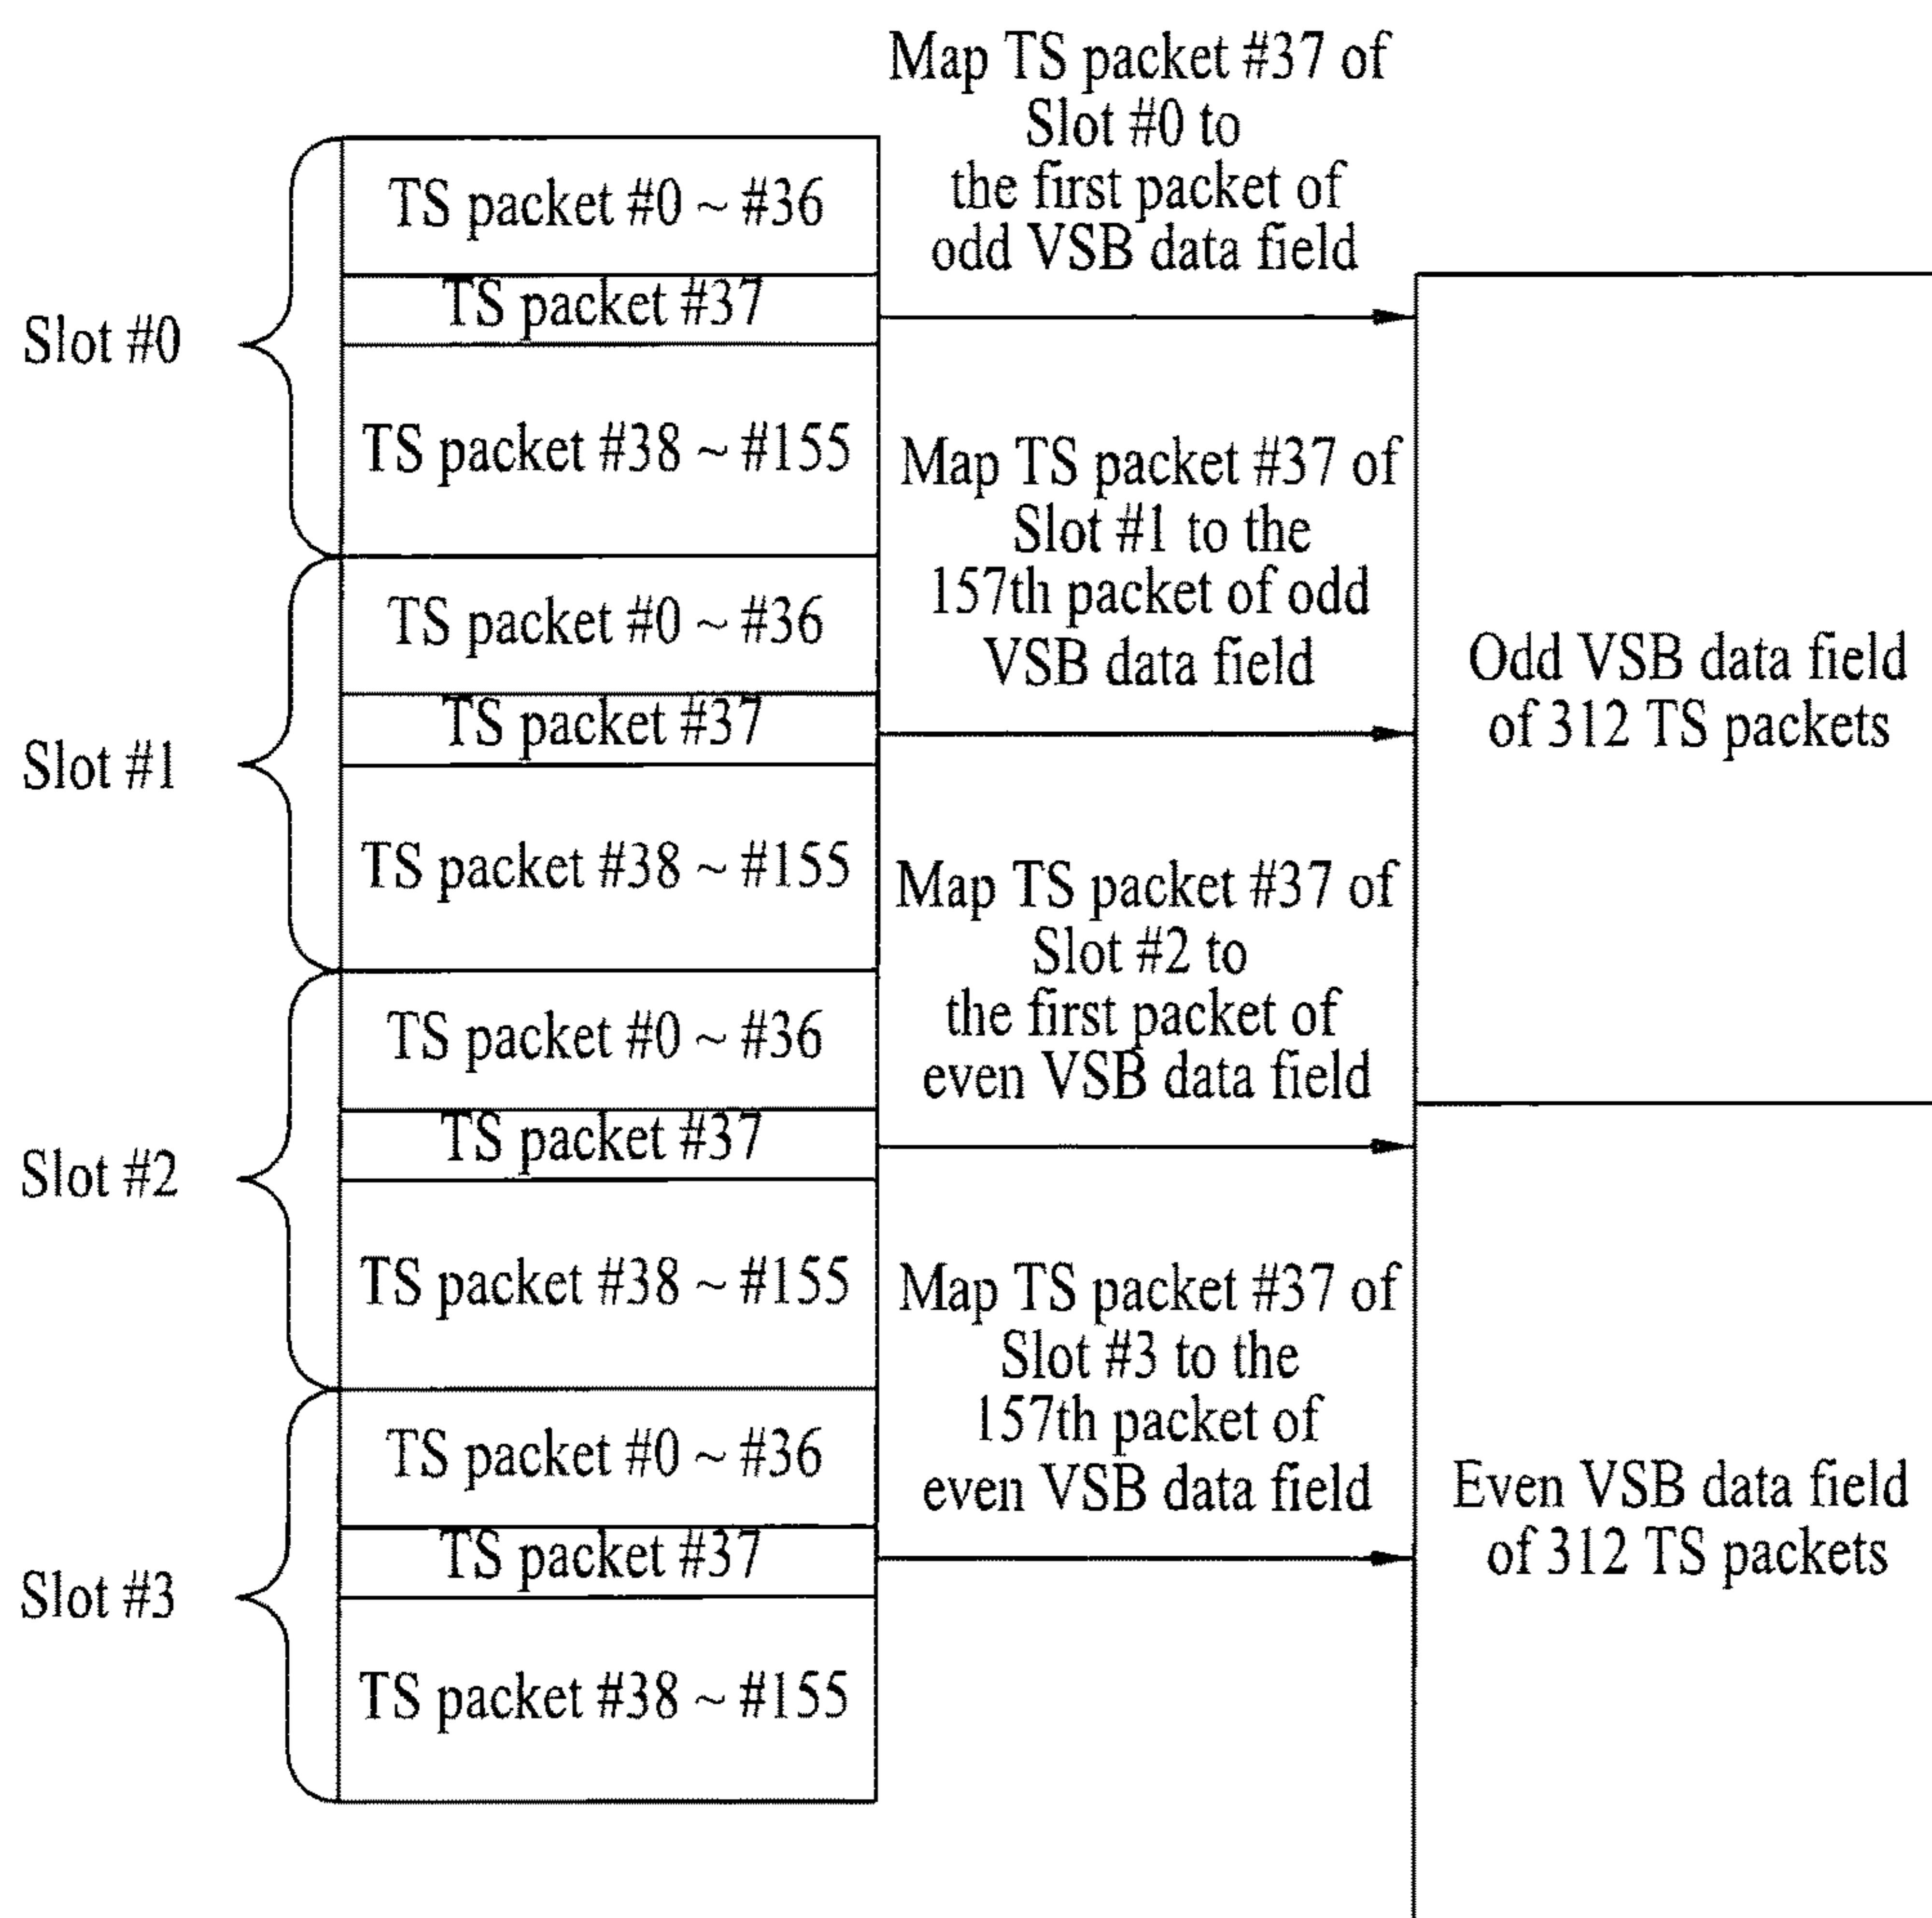 Map TS packet #37 of
Slot #0 to
the first packet of
odd VSB data field
Slot #0
TS packet #0 ~ #36
TS packet #37
TS packet #38 ~ #155
Map TS packet #37 of
Slot #1 to the
157th packet of odd
VSB data field
Slot #1
TS packet #0 ~ #36
TS packet #37
TS packet #38 ~ #155
Odd VSB data field
of 312 TS packets
Map TS packet #37 of
Slot #2 to
the first packet of
even VSB data field
Slot #2
TS packet #0 ~ #36
TS packet #37
TS packet #38 ~ #155
Map TS packet #37 of
Slot #3 to the
157th packet of
even VSB data field
Slot #3
TS packet #0 ~ #36
TS packet #37
TS packet #38 ~ #155
Even VSB data field
of 312 TS packets